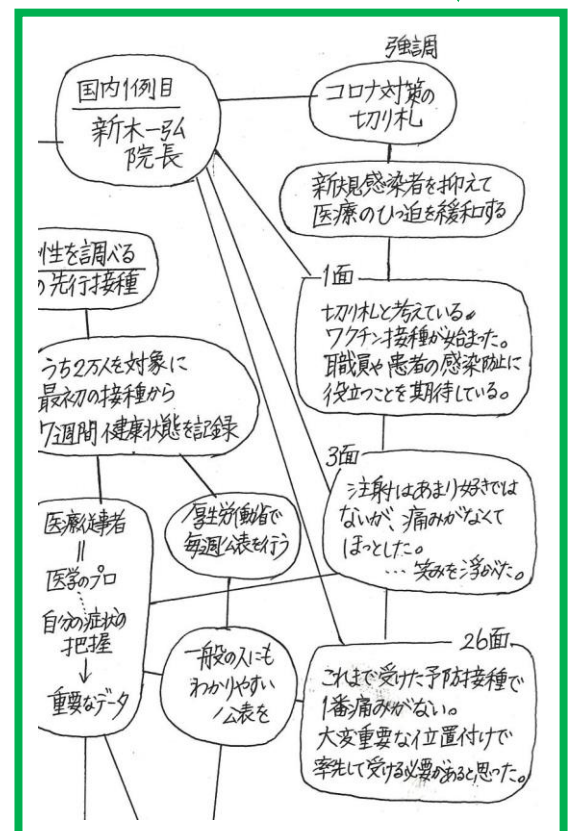 強調
国内1例目
新木一弘
院長
コロナ対策の
切り札
新規感染者を抑えて
医療のひっ迫を緩和する
性を調べる
先行接種
1面
切り札と考えている。
ワクチン接種が始まった。
職員や患者の感染防止に
役立つことを期待している。
うち2万人を対象に
最初の接種から
7週間健康状態を記録
3面
注射はあまり好きでは
ないが、痛みがなくて
ほっとした。
…笑みを浮かべた。
医療従事者
||
医学のプロ
自分の症状の
把握
↓
重要なデータ
厚生労働省で
毎週公表を行う
一般の人にも
わかりやすい
公表を
26面
これまで受けた予防接種で
1番痛みがない。
大変重要な位置付けで
率先して受ける必要があると思った。